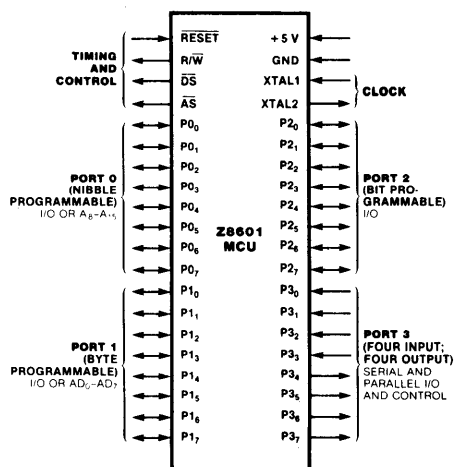 TIMING
AND
CONTROL
RESET
R/W
DS
AS
PORT 0
(NIBBLE
PROGRAMMABLE)
I/O OR A₈–A₁₅
P0₀
P0₁
P0₂
P0₃
P0₄
P0₅
P0₆
P0₇
PORT 1
(BYTE
PROGRAMMABLE)
I/O OR AD₀–AD₇
P1₀
P1₁
P1₂
P1₃
P1₄
P1₅
P1₆
P1₇
Z8601
MCU
+5 V
GND
XTAL1
XTAL2
CLOCK
P2₀
P2₁
P2₂
P2₃
P2₄
P2₅
P2₆
P2₇
PORT 2
(BIT PRO-
GRAMMABLE)
I/O
P3₀
P3₁
P3₂
P3₃
P3₄
P3₅
P3₆
P3₇
PORT 3
(FOUR INPUT;
FOUR OUTPUT)
SERIAL AND
PARALLEL I/O
AND CONTROL